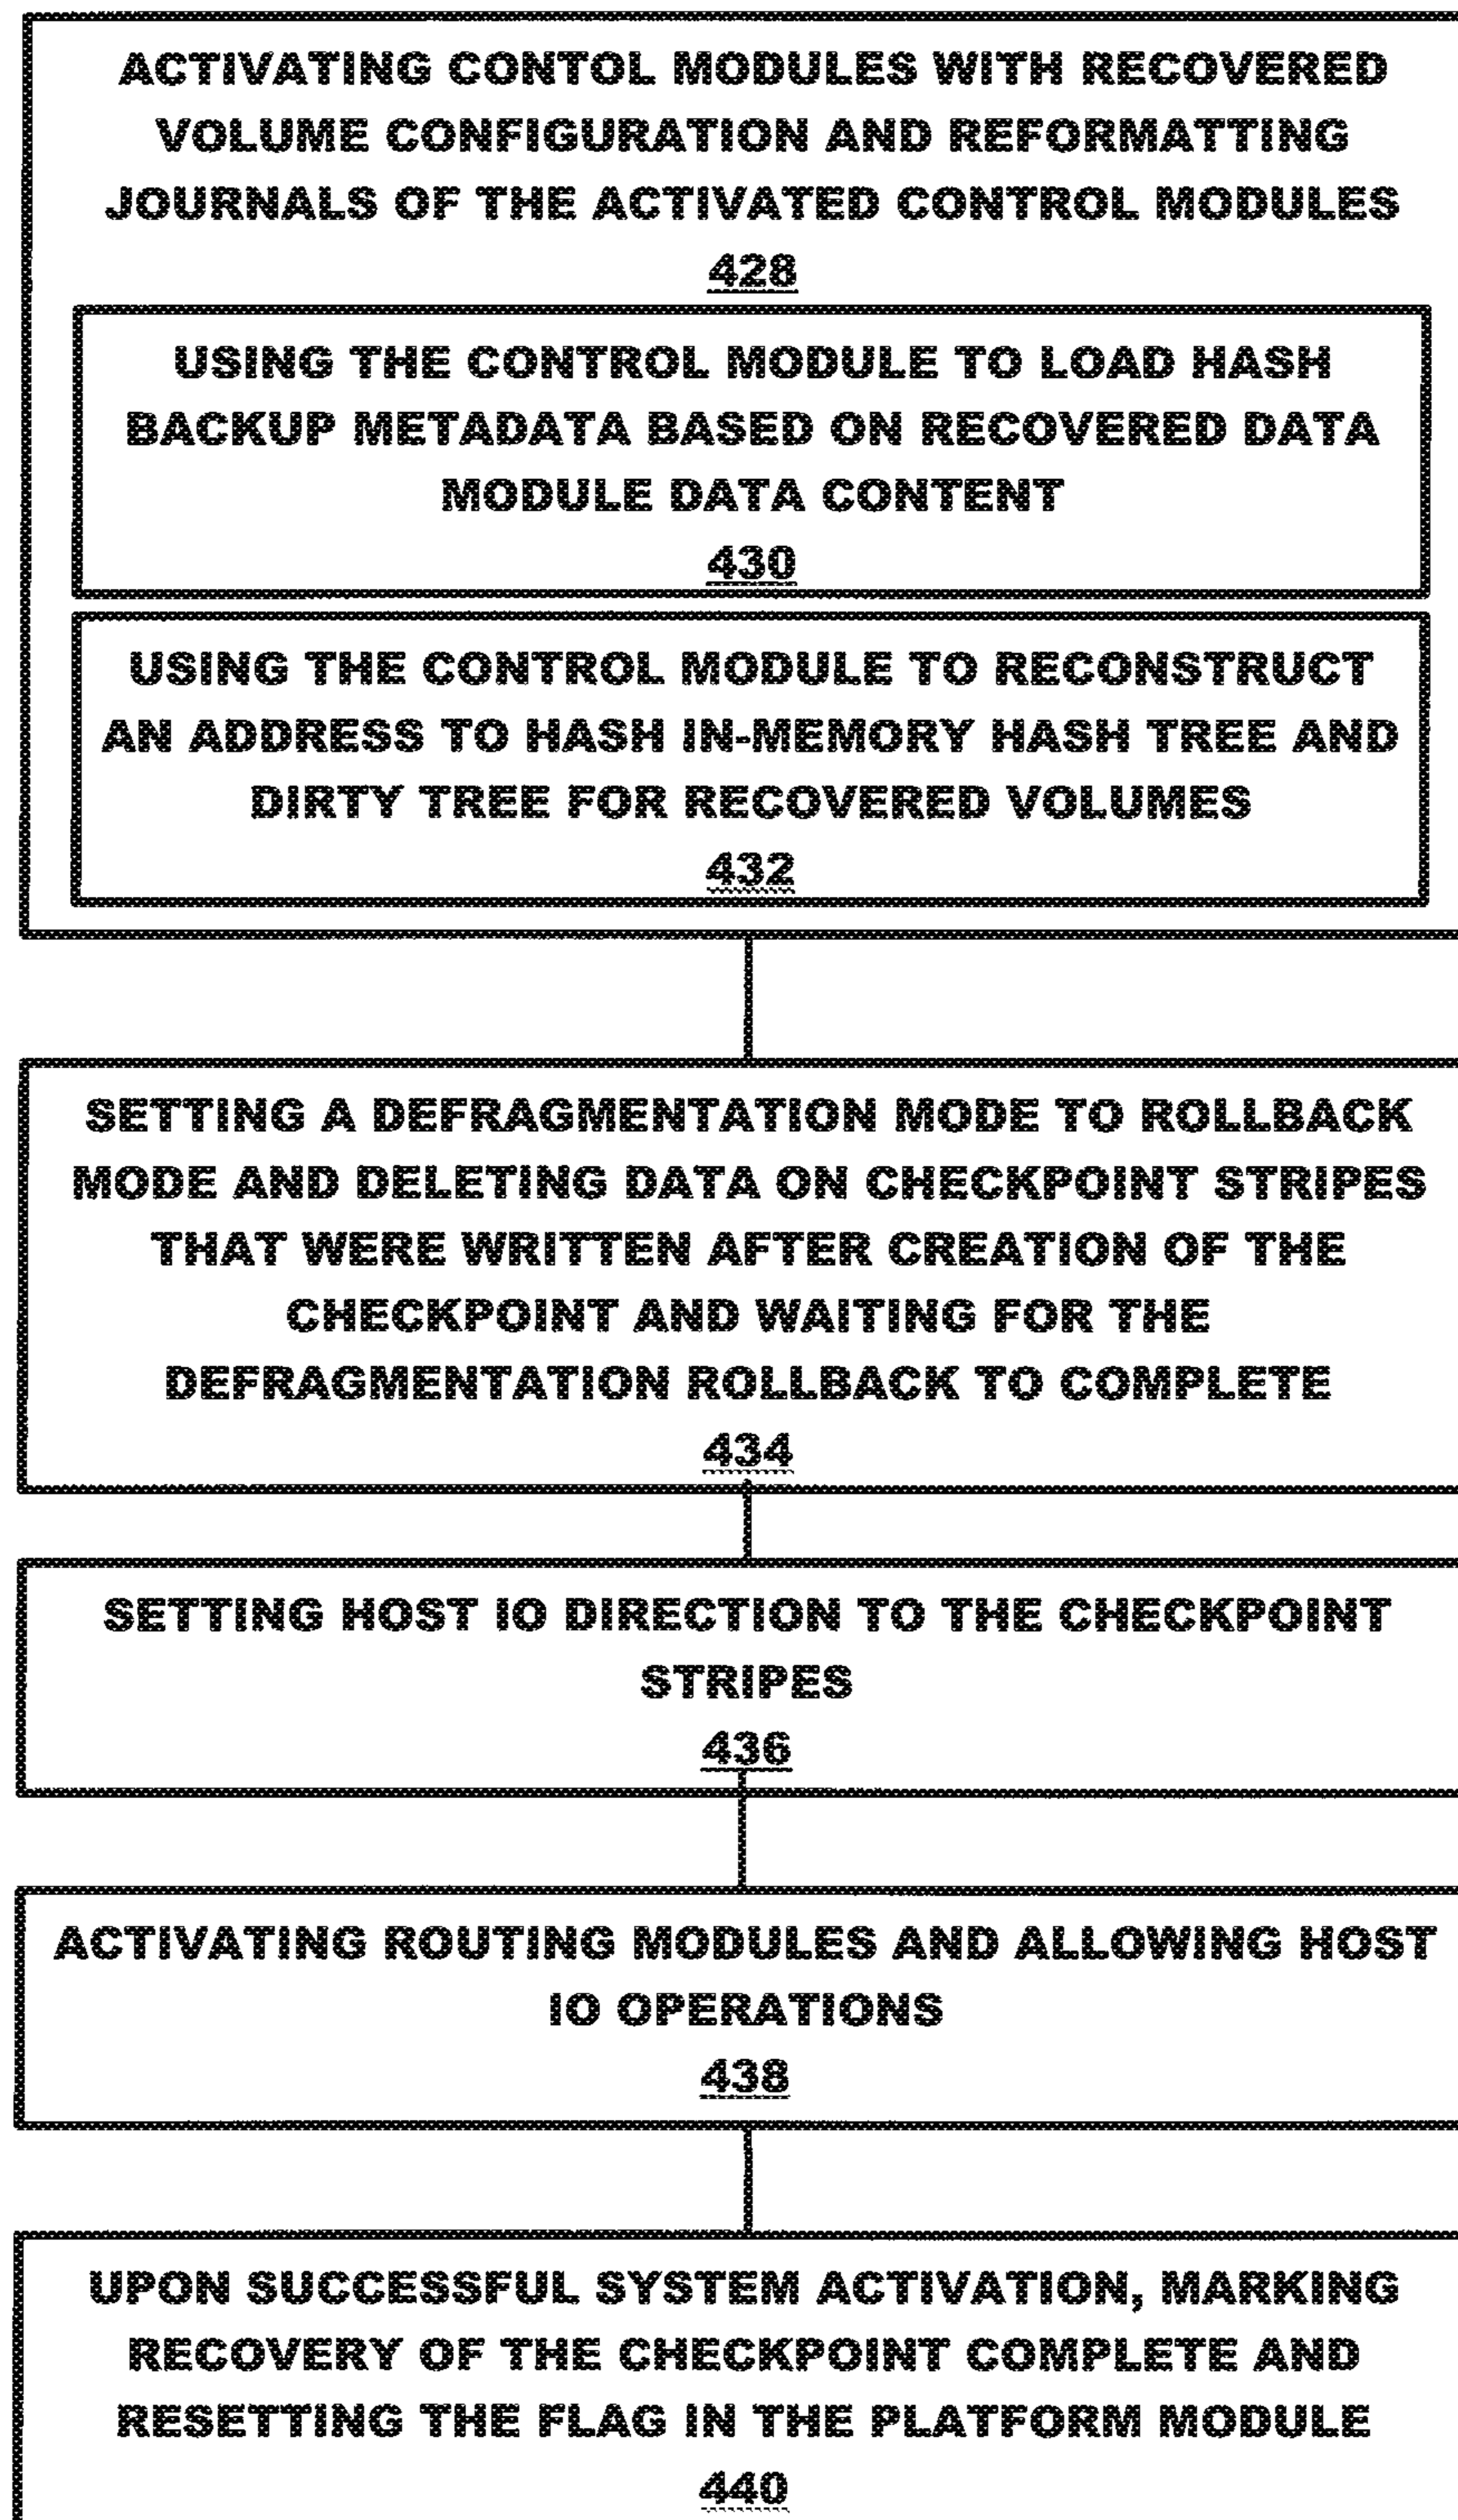 ACTIVATING CONTOL MODULES WITH RECOVERED
VOLUME CONFIGURATION AND REFORMATTING
JOURNALS OF THE ACTIVATED CONTROL MODULES
428
USING THE CONTROL MODULE TO LOAD HASH
BACKUP METADATA BASED ON RECOVERED DATA
MODULE DATA CONTENT
430
USING THE CONTROL MODULE TO RECONSTRUCT
AN ADDRESS TO HASH IN-MEMORY HASH TREE AND
DIRTY TREE FOR RECOVERED VOLUMES
432
SETTING A DEFRAGMENTATION MODE TO ROLLBACK
MODE AND DELETING DATA ON CHECKPOINT STRIPES
THAT WERE WRITTEN AFTER CREATION OF THE
CHECKPOINT AND WAITING FOR THE
DEFRAGMENTATION ROLLBACK TO COMPLETE
434
SETTING HOST IO DIRECTION TO THE CHECKPOINT
STRIPES
436
ACTIVATING ROUTING MODULES AND ALLOWING HOST
IO OPERATIONS
438
UPON SUCCESSFUL SYSTEM ACTIVATION, MARKING
RECOVERY OF THE CHECKPOINT COMPLETE AND
RESETTING THE FLAG IN THE PLATFORM MODULE
440